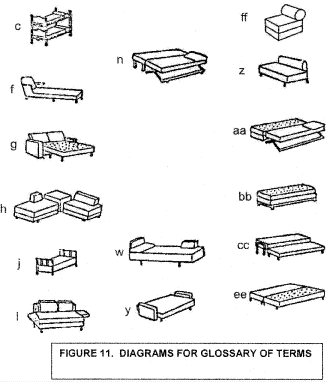 c
f
g
h
j
l
n
w
y
ff
z
aa
bb
cc
ee
FIGURE 11. DIAGRAMS FOR GLOSSARY OF TERMS